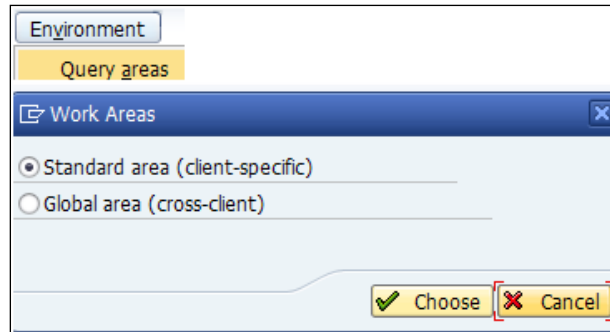 Environment
Query areas
Work Areas
Standard area (client-specific)
Global area (cross-client)
Choose Cancel